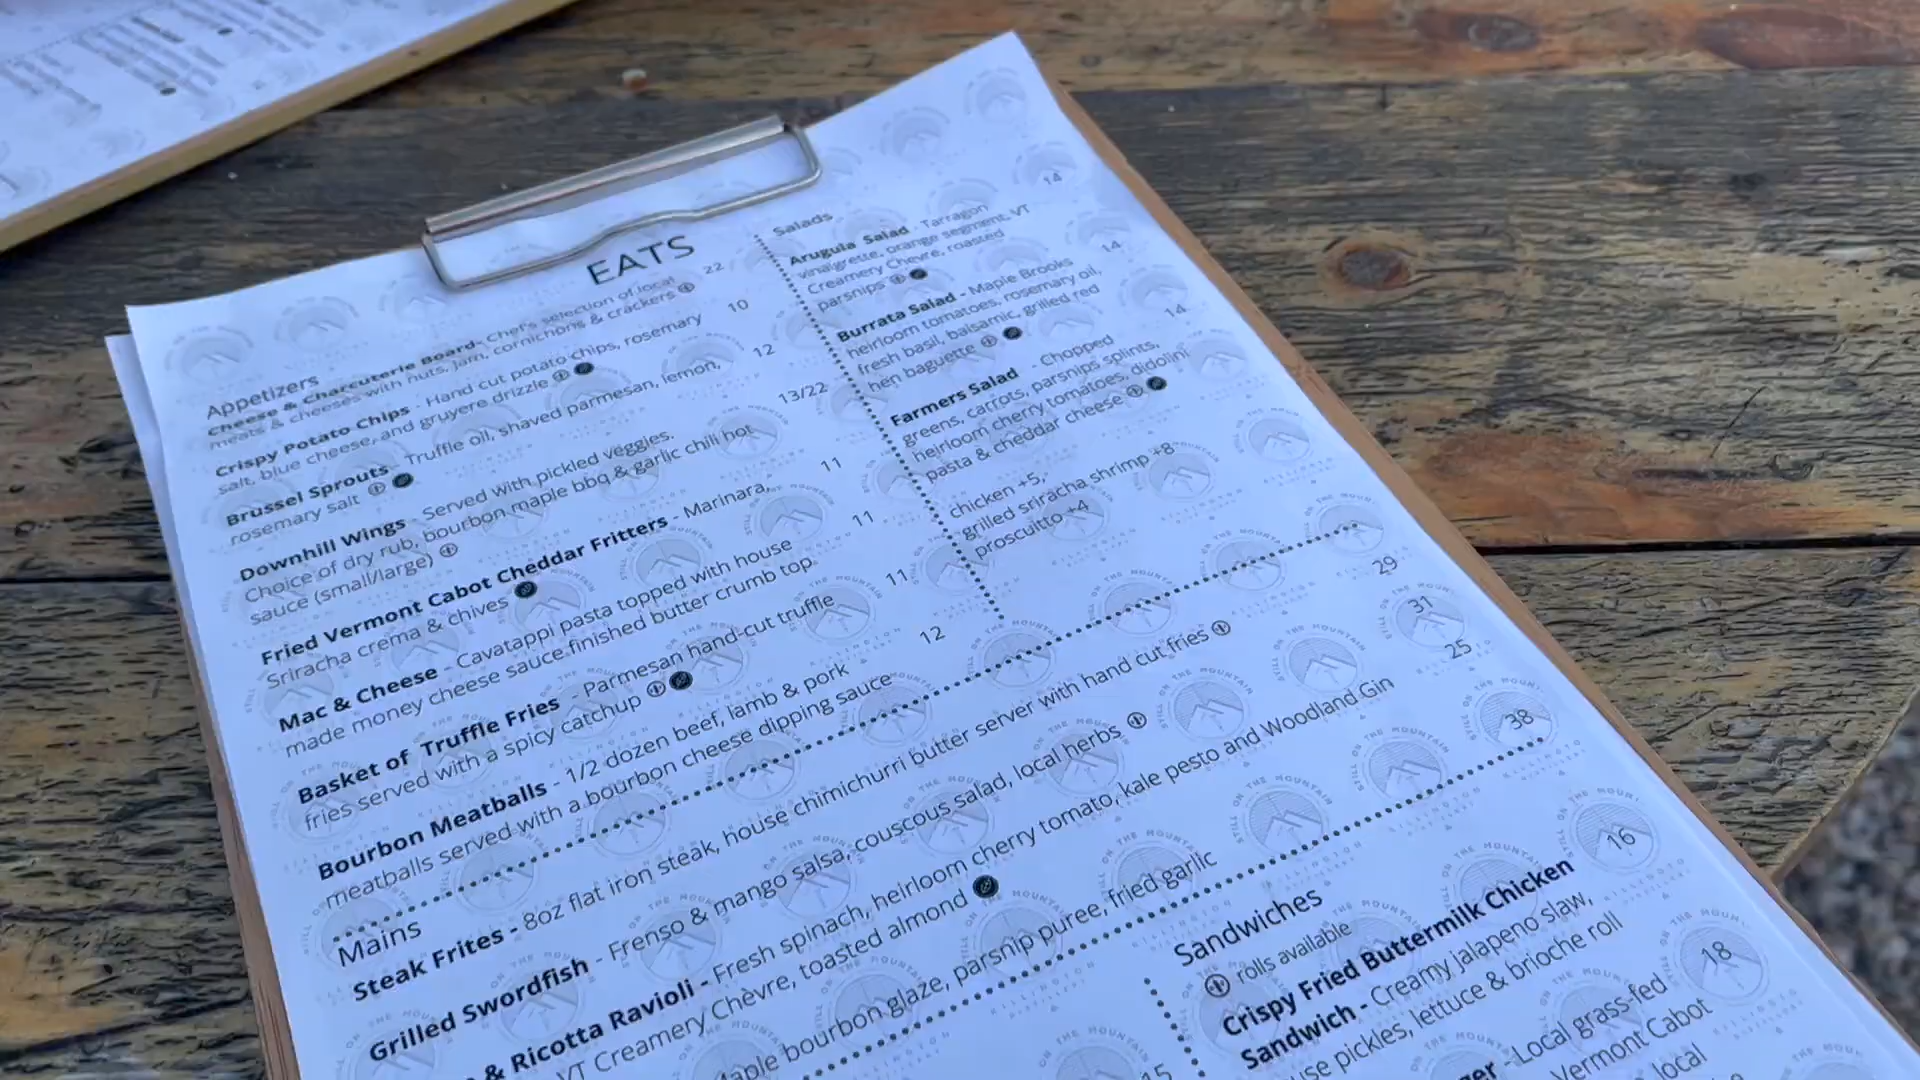 EATS
Appetizers
Cheese & Charcuterie Board- Chef's selection of local 22
meats & cheeses with nuts, jam, cornichons & crackers
Crispy Potato Chips - Hand cut potato chips, rosemary 10
salt, blue cheese, and gruyere drizzle
Brussel Sprouts - Truffle oil, shaved parmesan, lemon, 12
rosemary salt
Downhill Wings - Served with pickled veggies. 13/22
Choice of dry rub, bourbon maple bbq & garlic chili hot
sauce (small/large)
Fried Vermont Cabot Cheddar Fritters - Marinara, 11
Sriracha crema & chives
Mac & Cheese - Cavatappi pasta topped with house 11
made money cheese sauce finished butter crumb top
Basket of Truffle Fries - Parmesan hand-cut truffle 11
fries served with a spicy catchup
Bourbon Meatballs - 1/2 dozen beef, lamb & pork 12
meatballs served with a bourbon cheese dipping sauce
Salads
Arugula Salad - Tarragon 14
vinaigrette, orange segment, VT
Creamery Chevre, roasted
parsnips
Burrata Salad - Maple Brooks 14
heirloom tomatoes, rosemary oil,
fresh basil, balsamic, grilled red
hen baguette
Farmers Salad - Chopped 14
greens, carrots, parsnips splints,
heirloom cherry tomatoes, didolini
pasta & cheddar cheese
chicken +5,
grilled sriracha shrimp +8
proscuitto +4
Mains
Steak Frites - 8oz flat iron steak, house chimichurri butter server with hand cut fries 29
Grilled Swordfish - Frenso & mango salsa, couscous salad, local herbs 31
& Ricotta Ravioli - Fresh spinach, heirloom cherry tomato, kale pesto and Woodland Gin 25
VT Creamery Chèvre, toasted almond
Maple bourbon glaze, parsnip puree, fried garlic 38
15
Sandwiches
rolls available
Crispy Fried Buttermilk Chicken 16
Sandwich - Creamy jalapeno slaw,
pickles, lettuce & brioche roll
Local grass-fed 18
Vermont Cabot
local